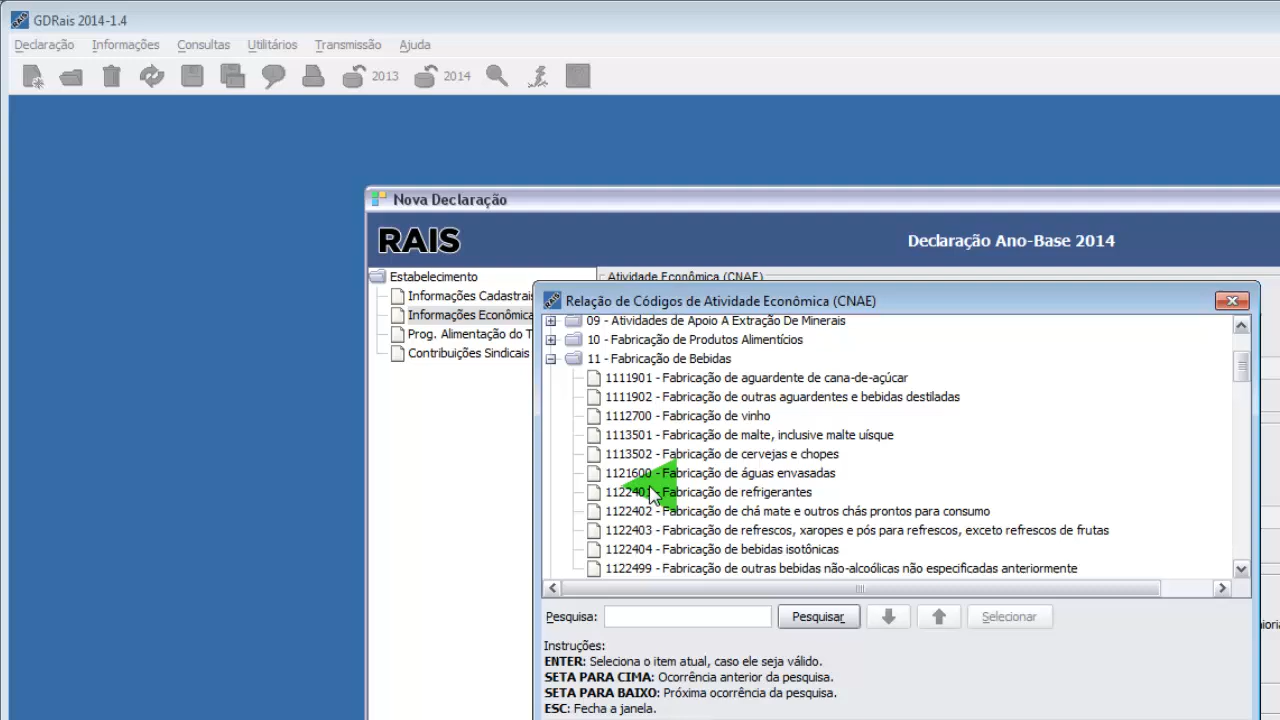 GDRais 2014-1.4
Declaração Informações Consultas Utilitários Transmissão Ajuda
2013 2014
Nova Declaração
RAIS Declaração Ano-Base 2014
Estabelecimento
Informações Cadastrais
Informações Econômica
Prog. Alimentação do T
Contribuições Sindicais
Atividade Econômica (CNAE)
Relação de Códigos de Atividade Econômica (CNAE)
09 - Atividades de Apoio A Extração De Minerais
10 - Fabricação de Produtos Alimentícios
11 - Fabricação de Bebidas
1111901 - Fabricação de aguardente de cana-de-açúcar
1111902 - Fabricação de outras aguardentes e bebidas destiladas
1112700 - Fabricação de vinho
1113501 - Fabricação de malte, inclusive malte uísque
1113502 - Fabricação de cervejas e chopes
1121600 - Fabricação de águas envasadas
1122401 - Fabricação de refrigerantes
1122402 - Fabricação de chá mate e outros chás prontos para consumo
1122403 - Fabricação de refrescos, xaropes e pós para refrescos, exceto refrescos de frutas
1122404 - Fabricação de bebidas isotônicas
1122499 - Fabricação de outras bebidas não-alcoólicas não especificadas anteriormente
Pesquisa: Pesquisar Selecionar
Instruções:
ENTER: Seleciona o item atual, caso ele seja válido.
SETA PARA CIMA: Ocorrência anterior da pesquisa.
SETA PARA BAIXO: Próxima ocorrência da pesquisa.
ESC: Fecha a janela.